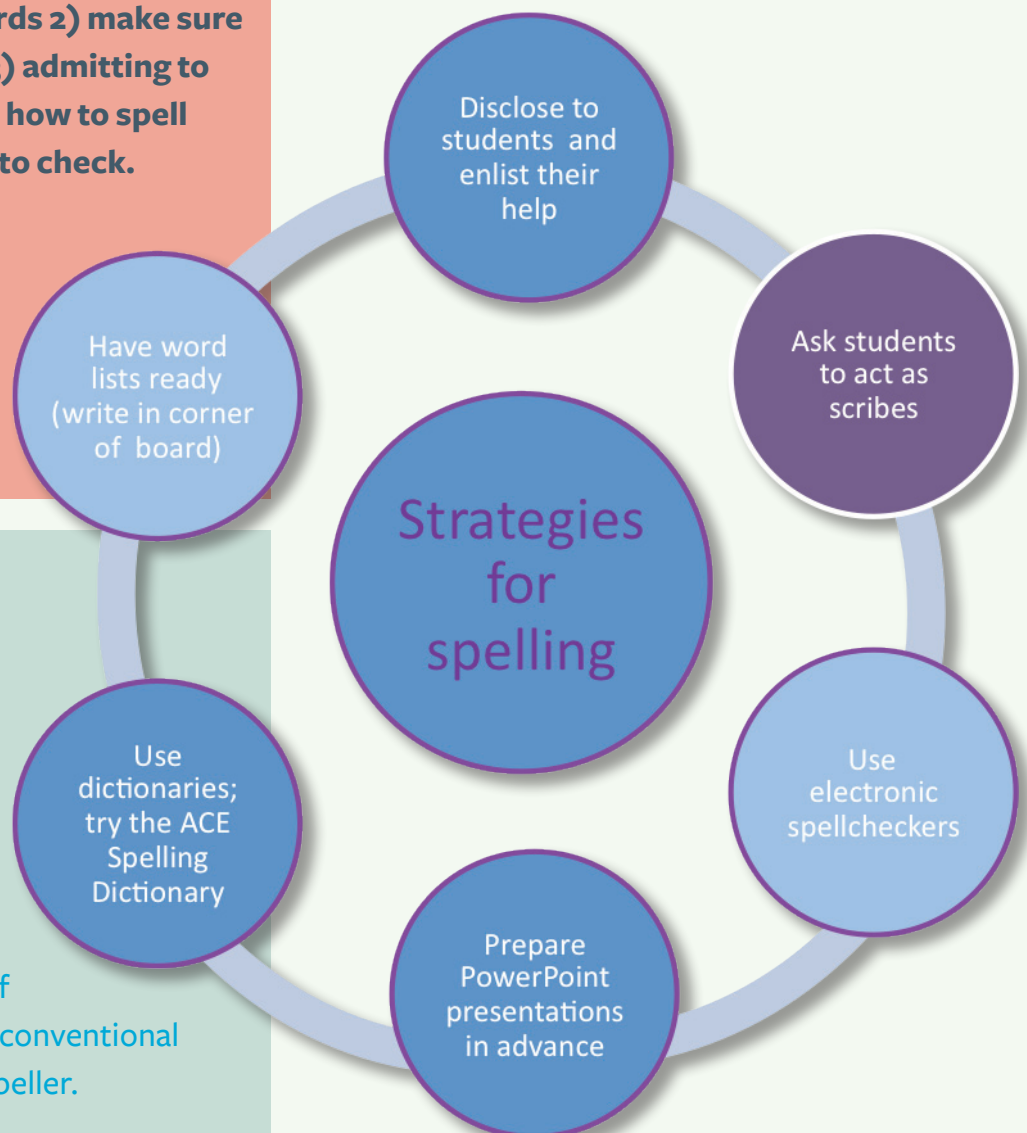 rds 2) make sure
) admitting to
how to spell
to check.
Disclose to
students and
enlist their
help
Ask students
to act as
scribes
Use
electronic
spellcheckers
Prepare
PowerPoint
presentations
in advance
Use
dictionaries;
try the ACE
Spelling
Dictionary
Have word
lists ready
(write in corner
of board)
Strategies
for
spelling
f
conventional
peller.